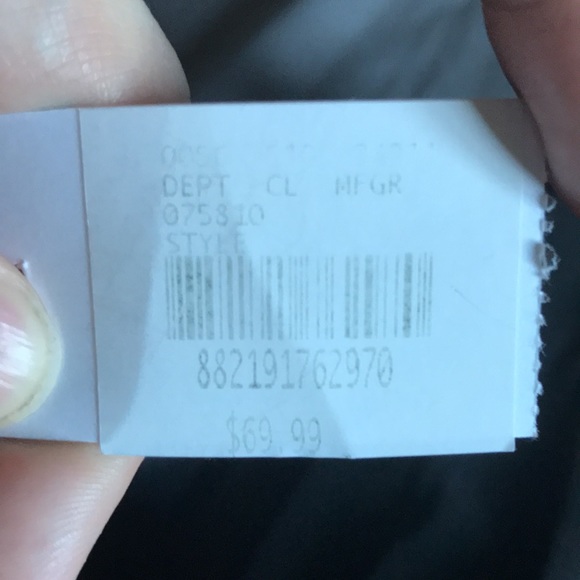 DEPT CL MFGR
075810
STYLE
882191762970
$69.99